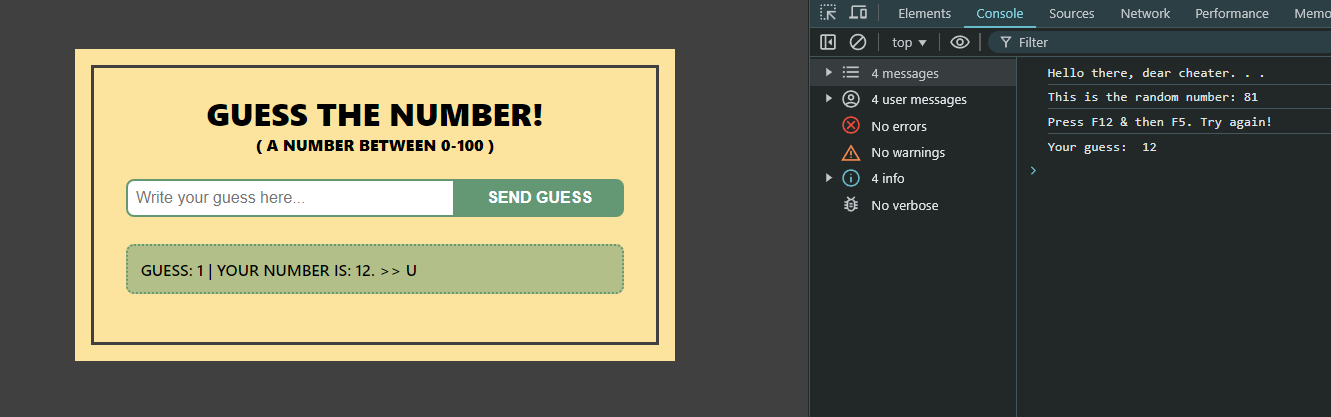 GUESS THE NUMBER!
( A NUMBER BETWEEN 0-100 )
Write your guess here...
SEND GUESS
GUESS: 1 | YOUR NUMBER IS: 12. >> U
Elements Console Sources Network Performance Memo
top Filter
4 messages
4 user messages
No errors
No warnings
4 info
No verbose
Hello there, dear cheater. . .
This is the random number: 81
Press F12 & then F5. Try again!
Your guess:  12